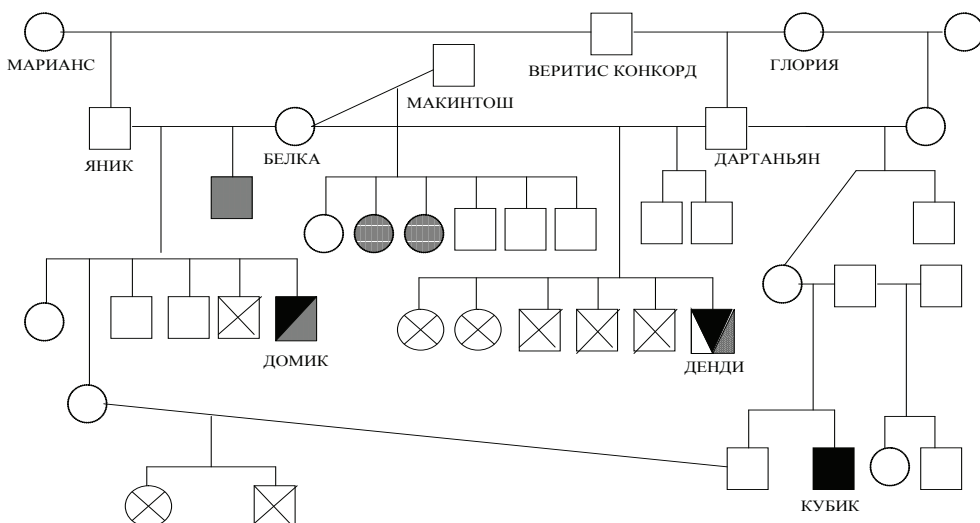 МАРИАНС
ВЕРИТИС КОНКОРД
ГЛОРИЯ
МАКИНТОШ
ЯНИК
БЕЛКА
ДАРТАНЬЯН
ДОМИК
ДЕНДИ
КУБИК